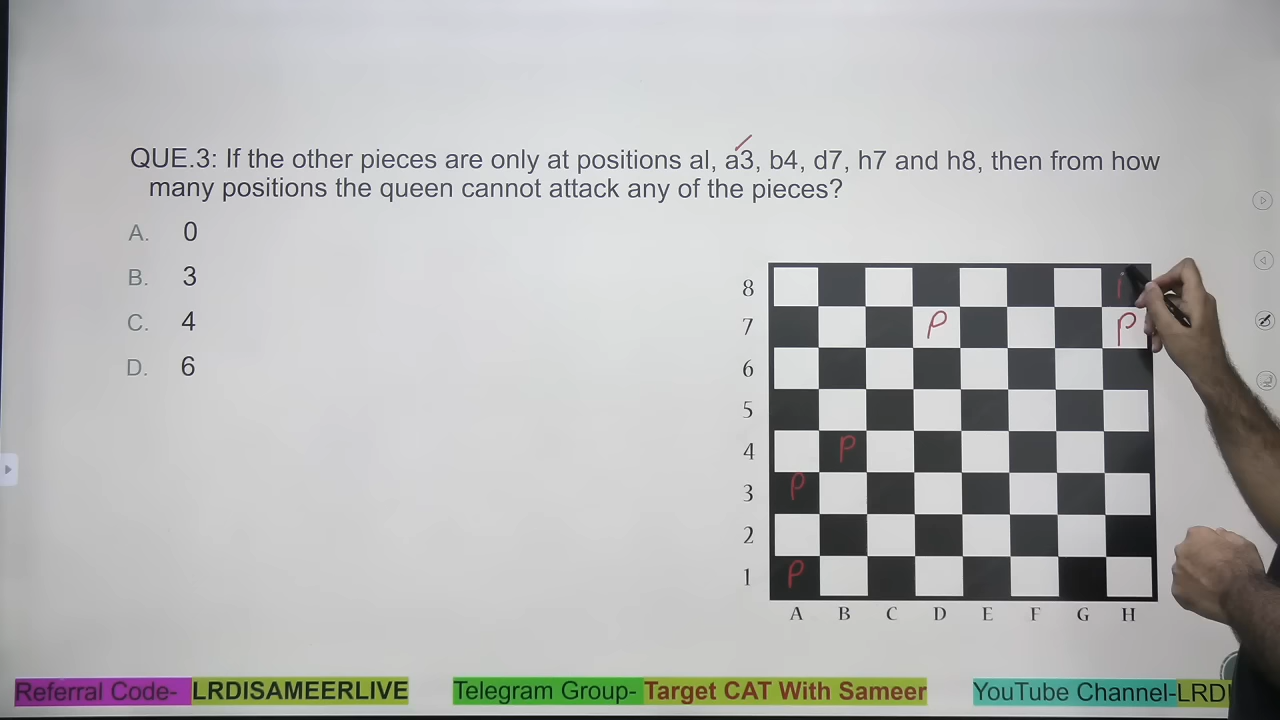 QUE.3: If the other pieces are only at positions al, a3, b4, d7, h7 and h8, then from how
many positions the queen cannot attack any of the pieces?
A. 0
B. 3
C. 4
D. 6
8
7 P P
6
5
4 P
3 P
2
1 P
A B C D E F G H
Referral Code- LRDISAMEERLIVE Telegram Group- Target CAT With Sameer YouTube Channel-LRDI